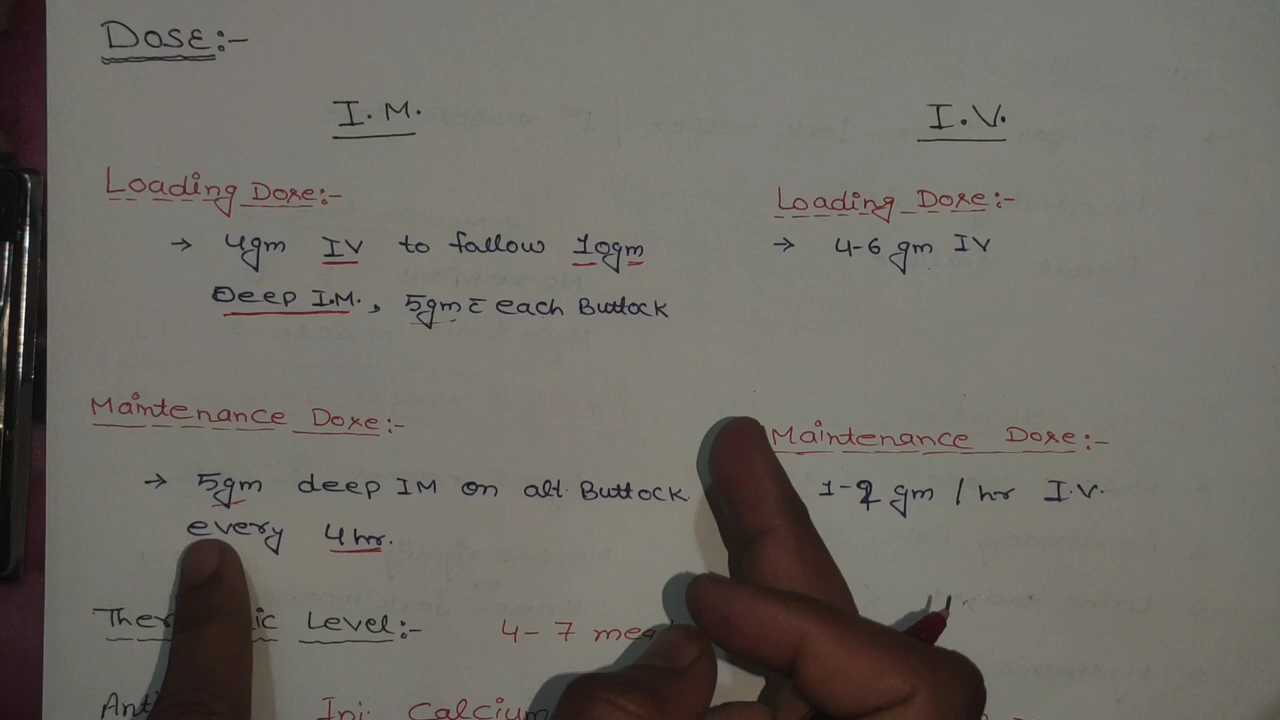 DOSE:-
I.M.
Loading Dose:-
→ 4gm IV to fallow 10gm
Deep I.M., 5gm c̄ each Buttock
Maintenance Dose:-
→ 5gm deep IM on alt. Buttock
every 4hr.
I.V.
Loading Dose:-
→ 4-6 gm IV
Maintenance Dose:-
1-2 gm / hr I.V.
Level:- 4-7
Inj. Calcium